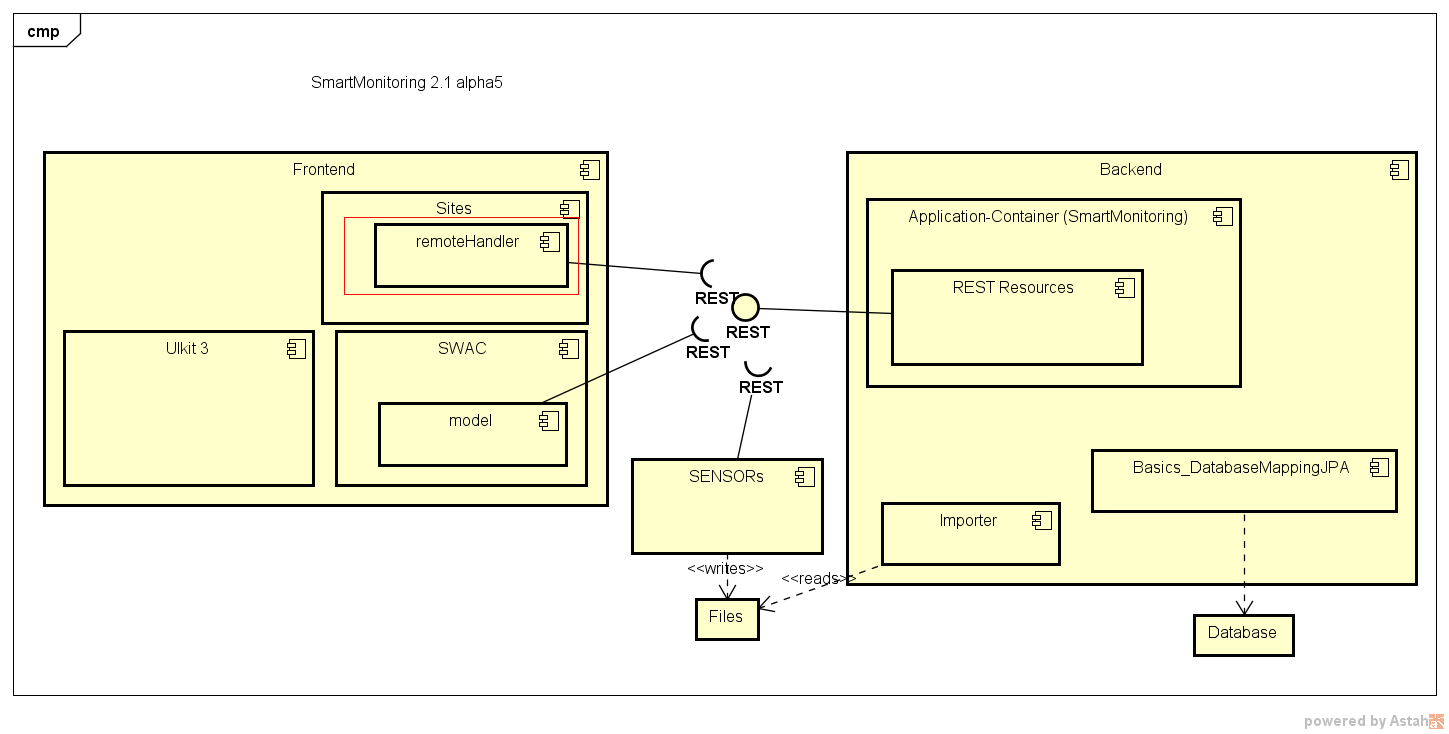 cmp
SmartMonitoring 2.1 alpha5
Frontend
Sites
remoteHandler
UIkit 3
SWAC
model
REST
REST
REST
REST
SENSORs
<<writes>>
<<reads>>
Files
Backend
Application-Container (SmartMonitoring)
REST Resources
Basics_DatabaseMappingJPA
Importer
Database
powered by Astah